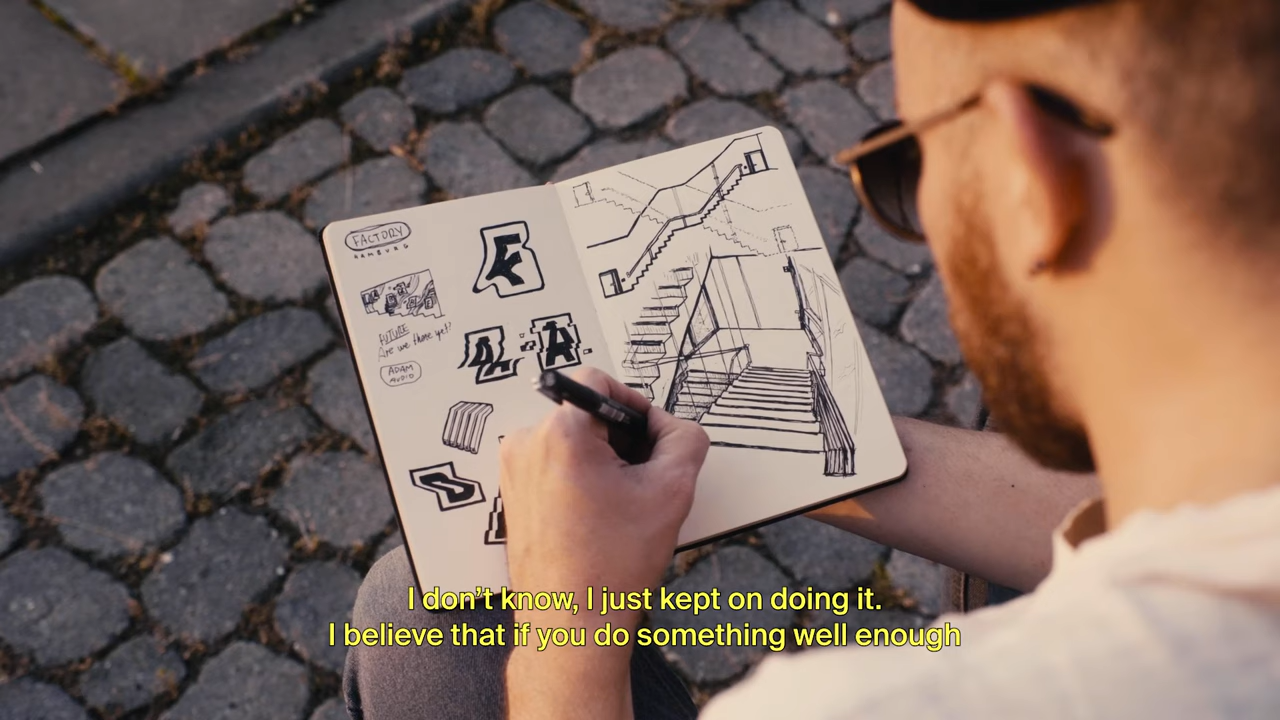 FACTORY
HAMBURG
FUTURE
Are we there yet?
ADAM
AUDIO
F
A
A
D
I don't know, I just kept on doing it.
I believe that if you do something well enough